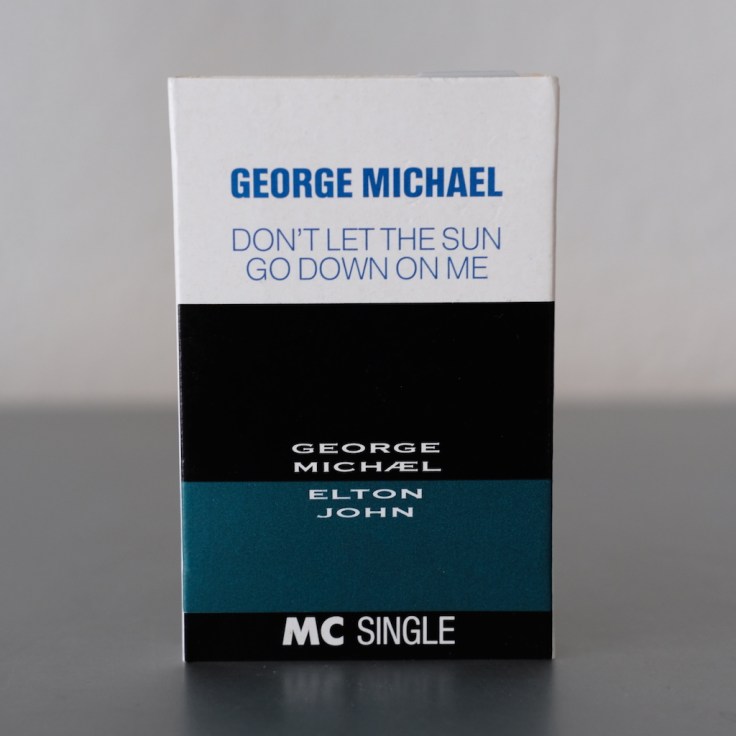 GEORGE MICHAEL
DON'T LET THE SUN
GO DOWN ON ME
GEORGE
MICHÆL
ELTON
JOHN
MC SINGLE